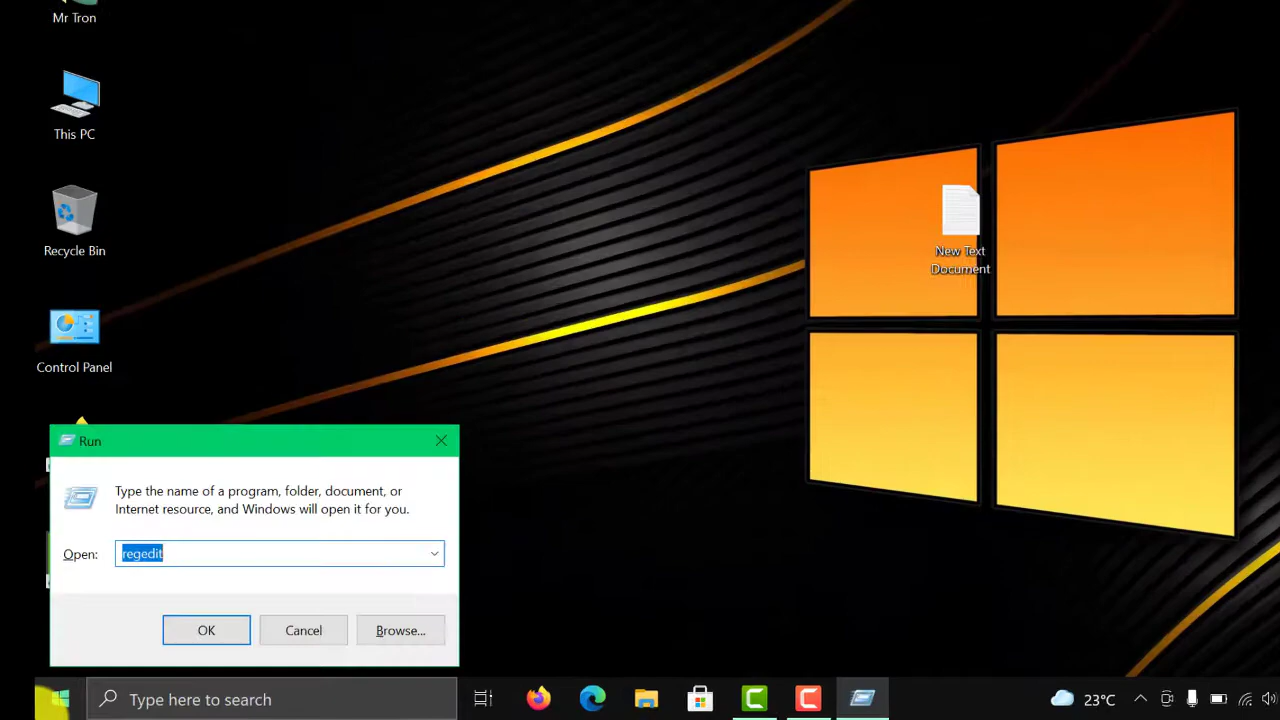 Mr Tron
This PC
Recycle Bin
Control Panel
New Text
Document
Run
Type the name of a program, folder, document, or
Internet resource, and Windows will open it for you.
Open:
regedit
OK
Cancel
Browse...
Type here to search
23°C